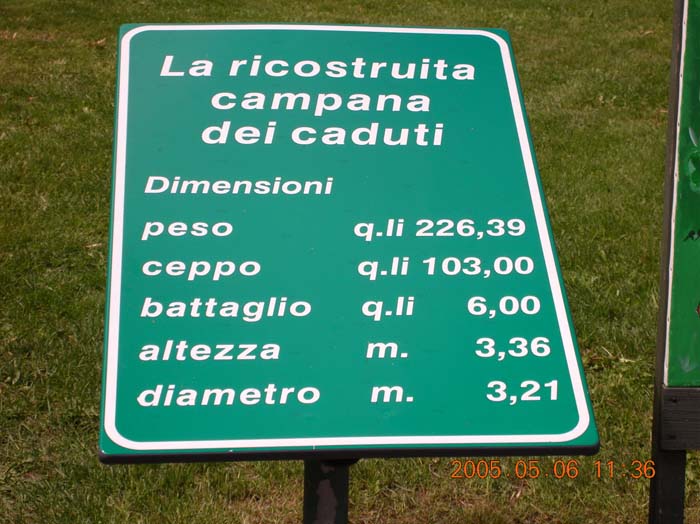 La ricostruita
campana
dei caduti
Dimensioni
peso q.li 226,39
ceppo q.li 103,00
battaglio q.li 6,00
altezza m. 3,36
diametro m. 3,21
2005 05 06 11:36